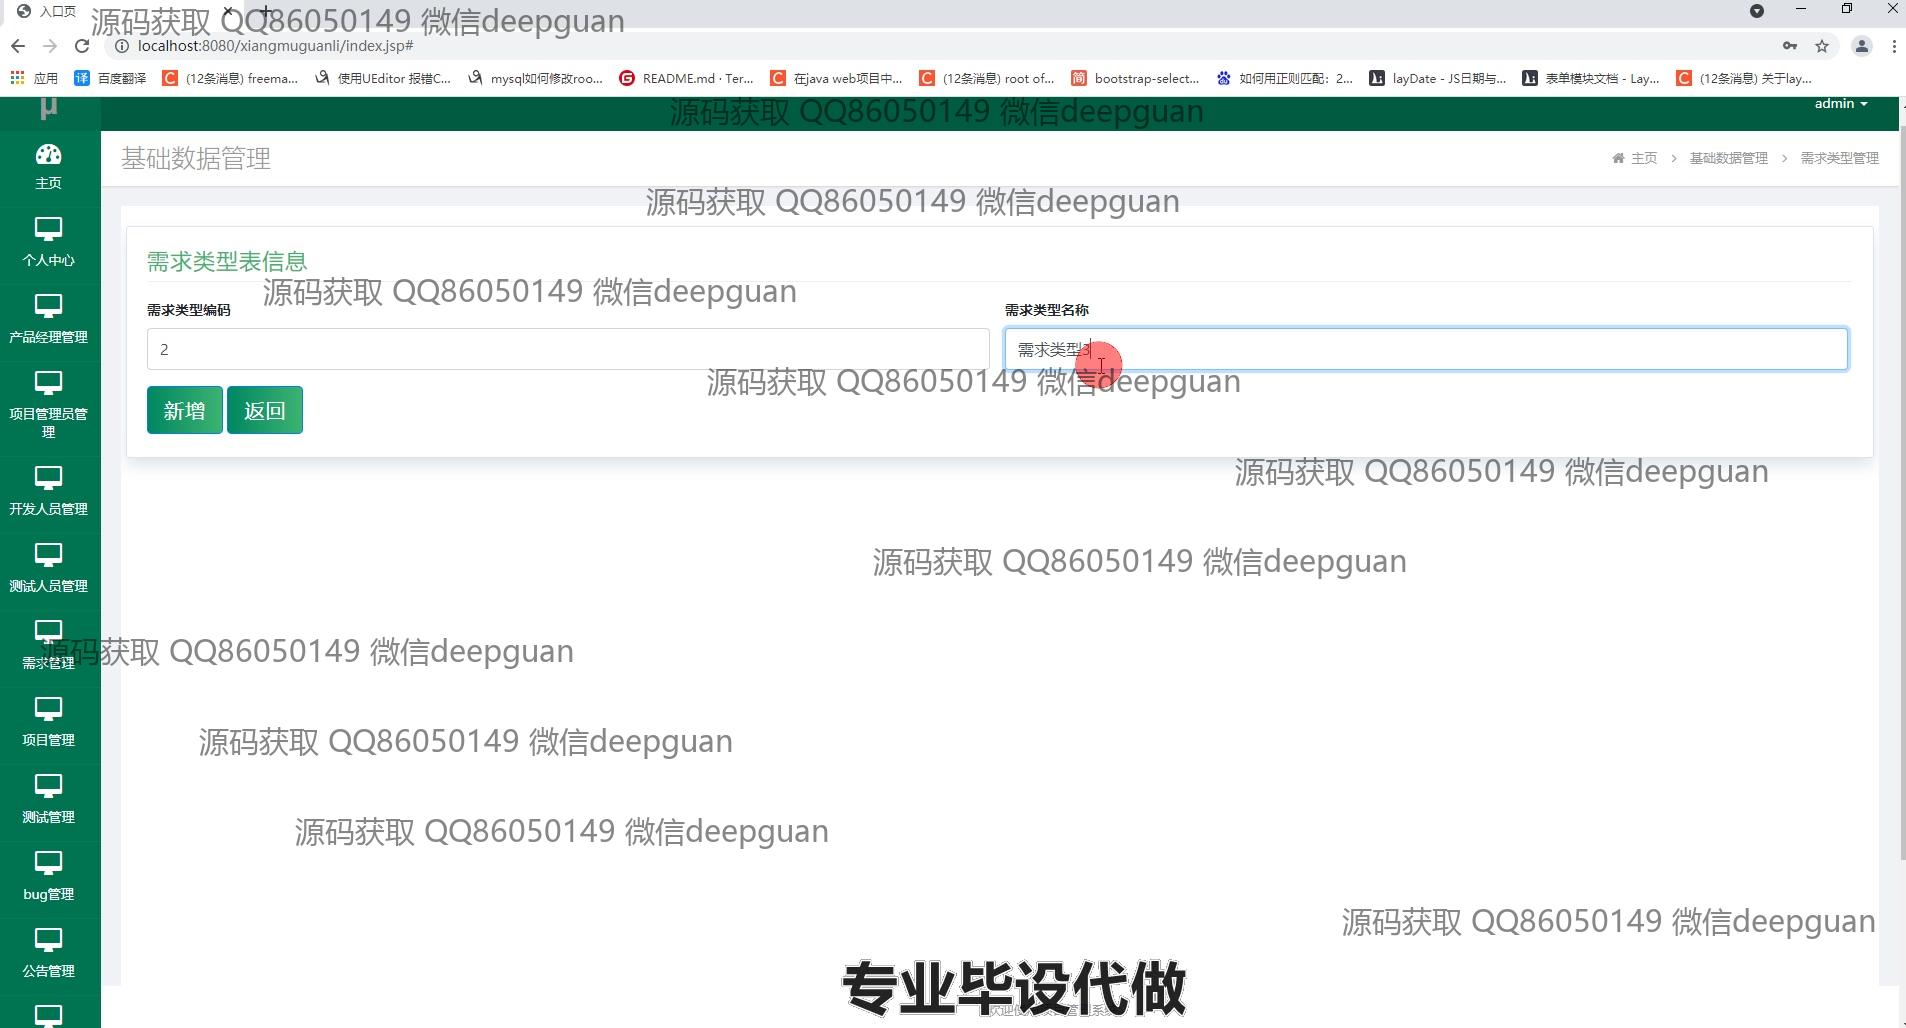 入口页
源码获取 QQ86050149 微信deepguan
localhost:8080/xiangmuguanli/index.jsp#
应用
百度翻译
(12条消息) freema...
使用UEditor 报错C...
mysql如何修改roo...
README.md · Ter...
在java web项目中...
(12条消息) root of...
bootstrap-select...
如何用正则匹配：2...
layDate - JS日期与...
表单模块文档 - Lay...
(12条消息) 关于lay...
μ
源码获取 QQ86050149 微信deepguan
admin
基础数据管理
主页 > 基础数据管理 > 需求类型管理
主页
源码获取 QQ86050149 微信deepguan
个人中心
需求类型表信息
源码获取 QQ86050149 微信deepguan
需求类型编码
需求类型名称
产品经理管理
2
需求类型3
源码获取 QQ86050149 微信deepguan
新增
返回
项目管理员管
理
源码获取 QQ86050149 微信deepguan
开发人员管理
源码获取 QQ86050149 微信deepguan
测试人员管理
源码获取 QQ86050149 微信deepguan
需求管理
源码获取 QQ86050149 微信deepguan
项目管理
测试管理
源码获取 QQ86050149 微信deepguan
bug管理
源码获取 QQ86050149 微信deepguan
公告管理
专业毕设代做